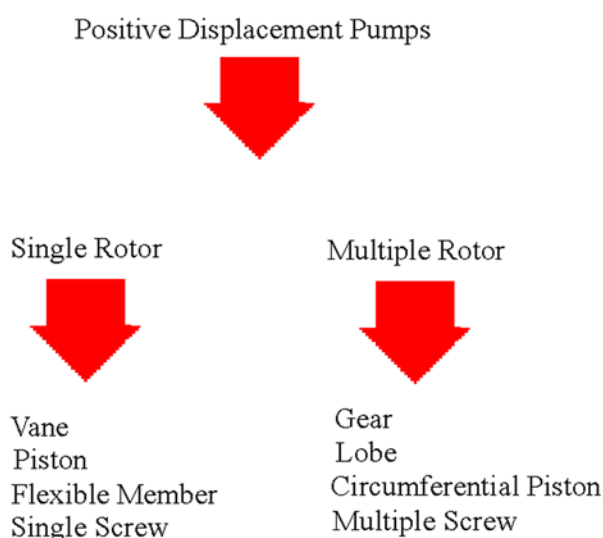 Positive Displacement Pumps
Single Rotor
Multiple Rotor
Vane
Piston
Flexible Member
Single Screw
Gear
Lobe
Circumferential Piston
Multiple Screw